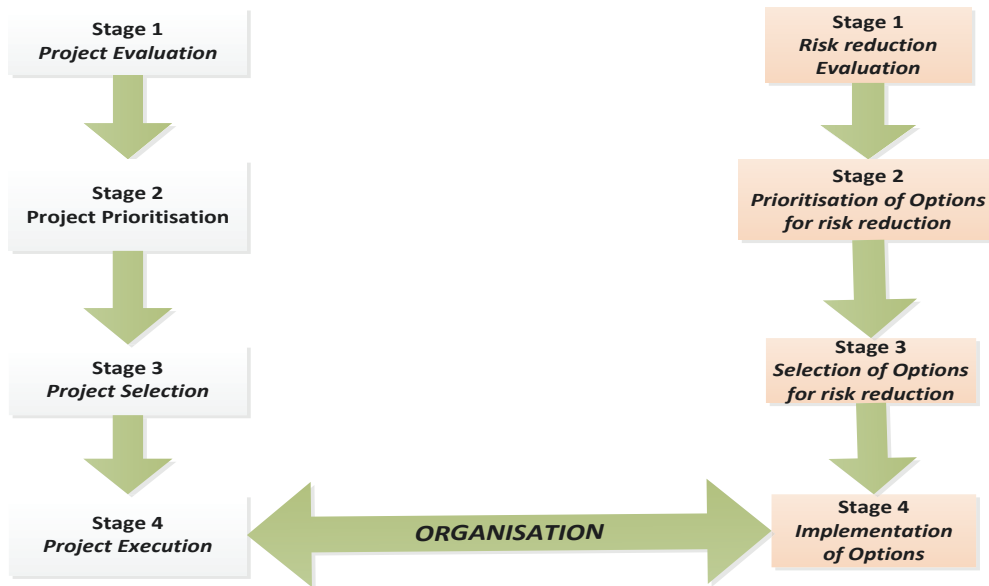 Stage 1
Project Evaluation
Stage 2
Project Prioritisation
Stage 3
Project Selection
Stage 4
Project Execution
ORGANISATION
Stage 1
Risk reduction
Evaluation
Stage 2
Prioritisation of Options
for risk reduction
Stage 3
Selection of Options
for risk reduction
Stage 4
Implementation
of Options